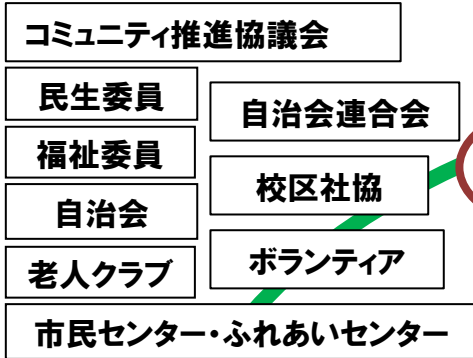 コミュニティ推進協議会
民生委員
自治会連合会
福祉委員
校区社協
自治会
ボランティア
老人クラブ
市民センター・ふれあいセンター